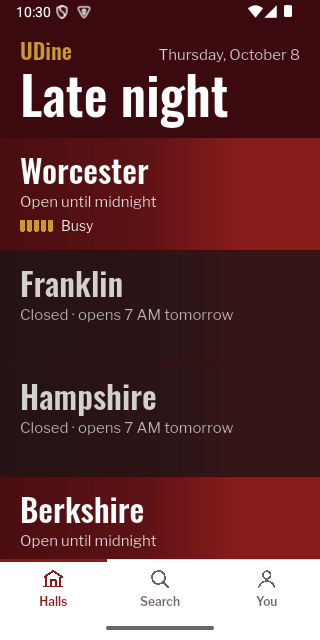 10:30
UDine
Thursday, October 8
Late night
Worcester
Open until midnight
Busy
Franklin
Closed · opens 7 AM tomorrow
Hampshire
Closed · opens 7 AM tomorrow
Berkshire
Open until midnight
Halls
Search
You